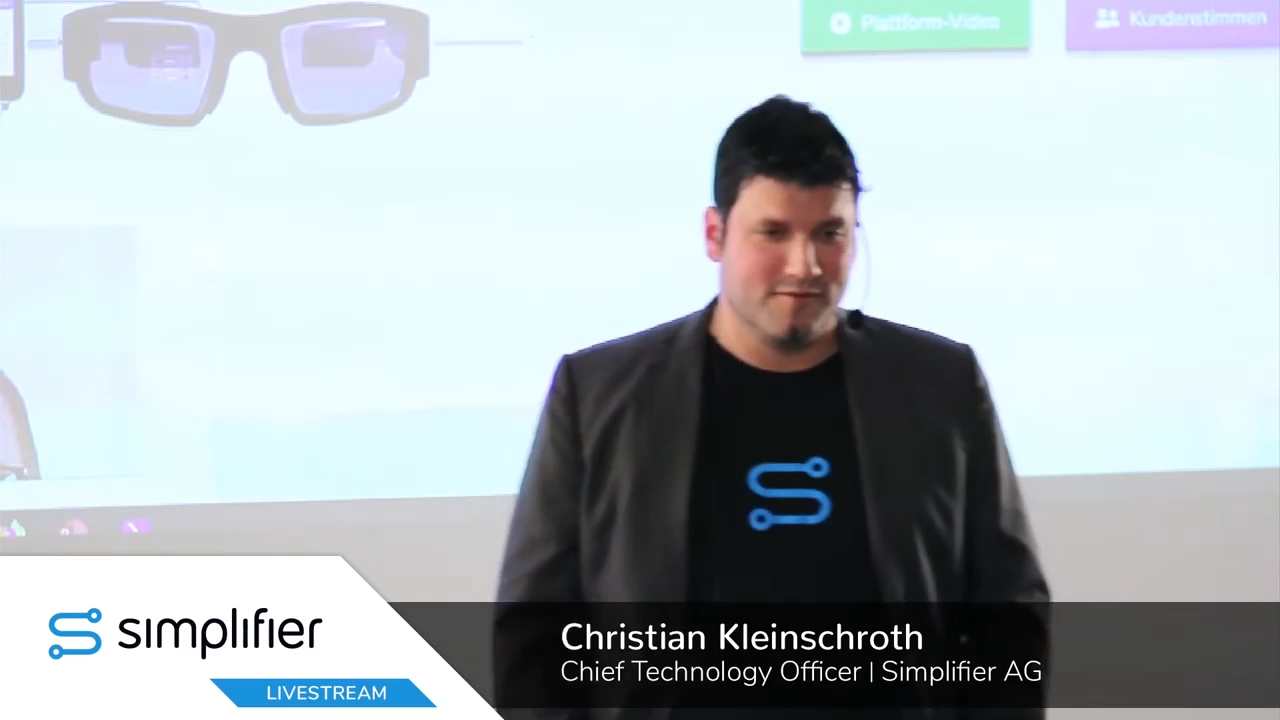 Plattform-Video
Kundenstimmen
simplifier
LIVESTREAM
Christian Kleinschroth
Chief Technology Officer | Simplifier AG